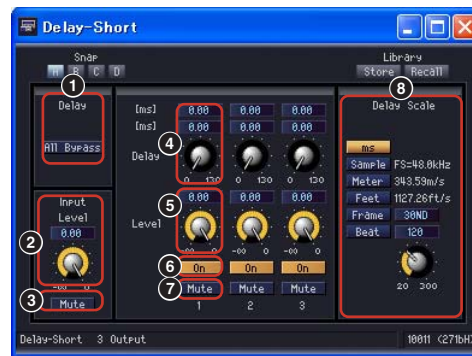 Delay-Short
Snap
Library
A B C D
Store Recall
1
8
Delay
All Bypass
[ms] 0.00 0.00 0.00
[ms] 0.00 0.00 0.00
Delay
4
0 130 0 130 0 130
Delay Scale
ms
Sample FS=48.0kHz
Meter 343.59m/s
Feet 1127.26ft/s
Frame 30ND
Beat 120
20 300
Input
Level
2
0.00
-∞ 0
3
Mute
5
0.00 0.00 0.00
Level
-∞ 0 -∞ 0 -∞ 0
6
On On On
7
Mute Mute Mute
1 2 3
Delay-Short 3 Output
10011 (271bH)